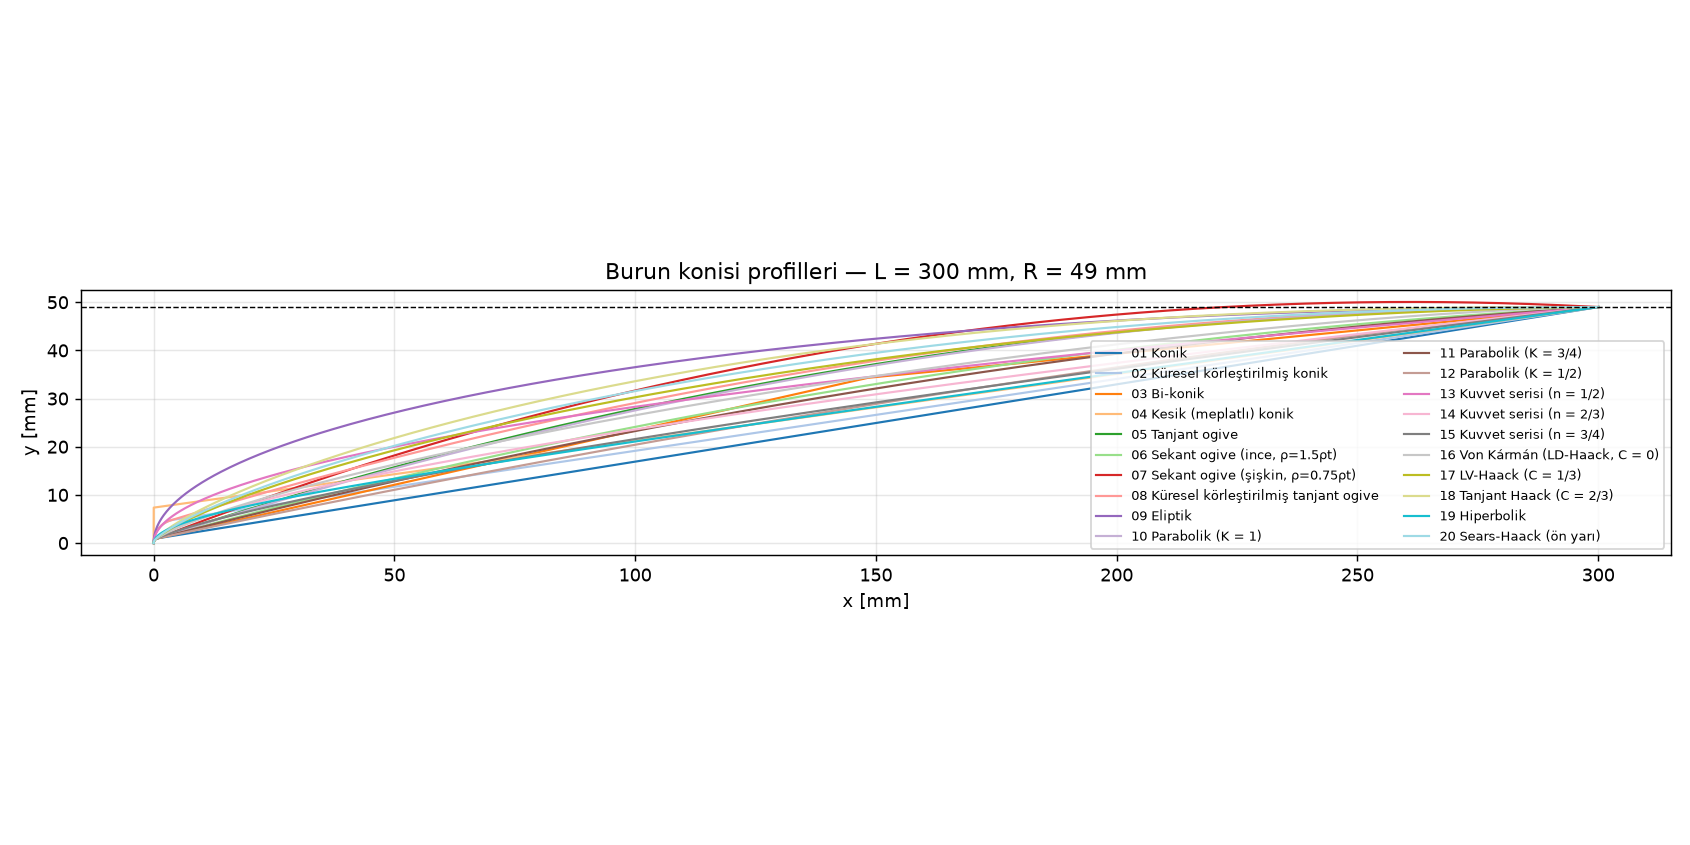 Burun konisi profilleri — L = 300 mm, R = 49 mm
y [mm]
50
40
30
20
10
0
01 Konik
02 Küresel körleştirilmiş konik
03 Bi-konik
04 Kesik (meplatlı) konik
05 Tanjant ogive
06 Sekant ogive (ince, ρ=1.5ρt)
07 Sekant ogive (şişkin, ρ=0.75ρt)
08 Küresel körleştirilmiş tanjant ogive
09 Eliptik
10 Parabolik (K = 1)
11 Parabolik (K = 3/4)
12 Parabolik (K = 1/2)
13 Kuvvet serisi (n = 1/2)
14 Kuvvet serisi (n = 2/3)
15 Kuvvet serisi (n = 3/4)
16 Von Kármán (LD-Haack, C = 0)
17 LV-Haack (C = 1/3)
18 Tanjant Haack (C = 2/3)
19 Hiperbolik
20 Sears-Haack (ön yarı)
0 50 100 150 200 250 300
x [mm]